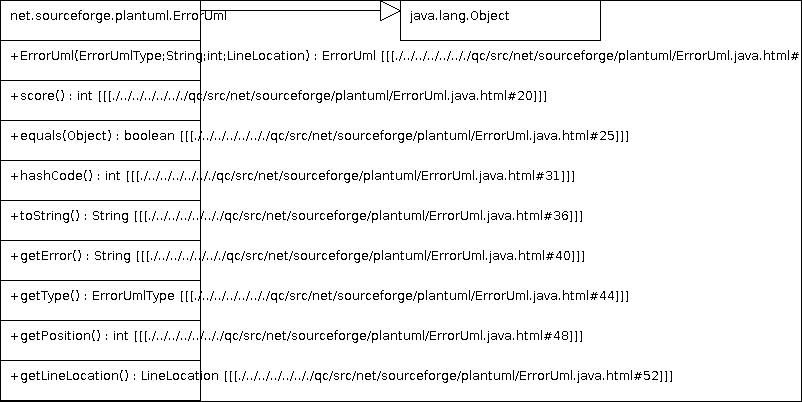 net.sourceforge.plantuml.ErrorUml
java.lang.Object
+ErrorUml(ErrorUmlType;String;int;LineLocation) : ErrorUml [[[./../../../../../qc/src/net/sourceforge/plantuml/ErrorUml.java.html#
+score() : int [[[./../../../../../qc/src/net/sourceforge/plantuml/ErrorUml.java.html#20]]]
+equals(Object) : boolean [[[./../../../../../qc/src/net/sourceforge/plantuml/ErrorUml.java.html#25]]]
+hashCode() : int [[[./../../../../../qc/src/net/sourceforge/plantuml/ErrorUml.java.html#31]]]
+toString() : String [[[./../../../../../qc/src/net/sourceforge/plantuml/ErrorUml.java.html#36]]]
+getError() : String [[[./../../../../../qc/src/net/sourceforge/plantuml/ErrorUml.java.html#40]]]
+getType() : ErrorUmlType [[[./../../../../../qc/src/net/sourceforge/plantuml/ErrorUml.java.html#44]]]
+getPosition() : int [[[./../../../../../qc/src/net/sourceforge/plantuml/ErrorUml.java.html#48]]]
+getLineLocation() : LineLocation [[[./../../../../../qc/src/net/sourceforge/plantuml/ErrorUml.java.html#52]]]